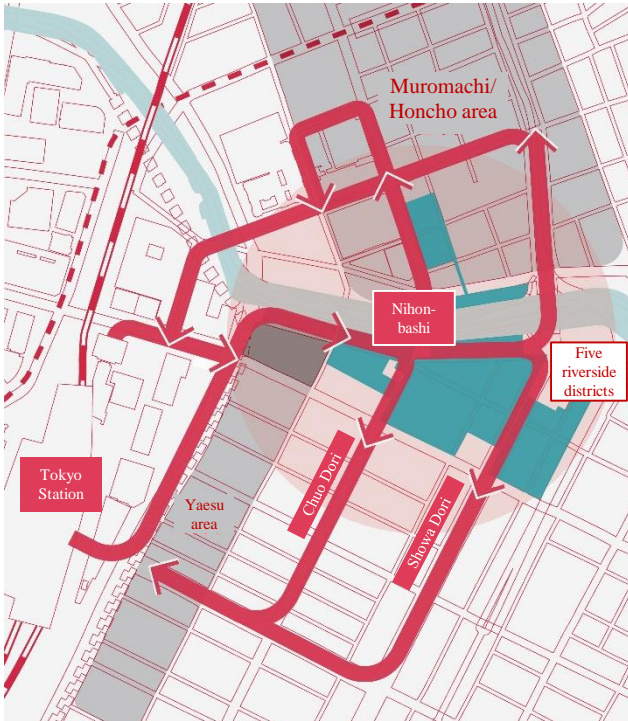 Muromachi/
Honcho area
Nihon-
bashi
Five
riverside
districts
Tokyo
Station
Yaesu
area
Chuo Dori
Showa Dori